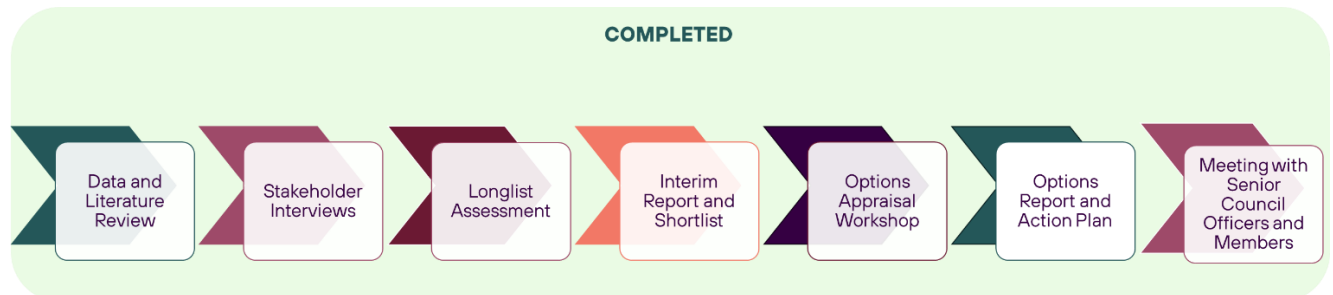 COMPLETED
Data and
Literature
Review
Stakeholder
Interviews
Longlist
Assessment
Interim
Report and
Shortlist
Options
Appraisal
Workshop
Options
Report and
Action Plan
Meeting with
Senior
Council
Officers and
Members